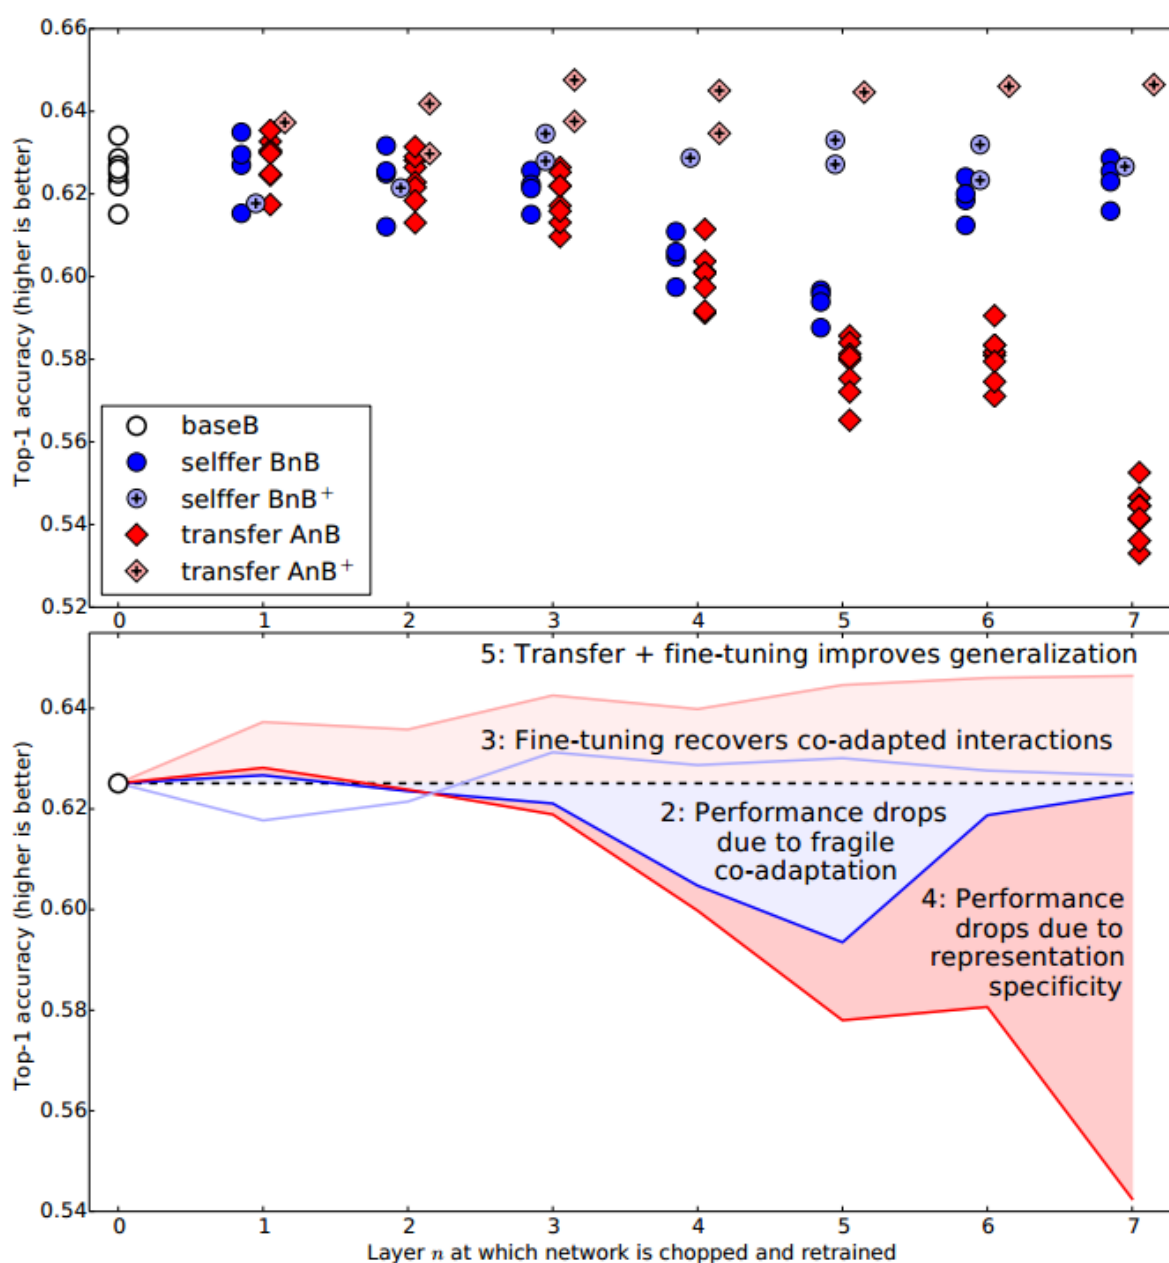 0.66
0.64
0.62
0.60
0.58
0.56
0.54
0.52
Top-1 accuracy (higher is better)
baseB
selffer BnB
selffer BnB⁺
transfer AnB
transfer AnB⁺
0 1 2 3 4 5 6 7
5: Transfer + fine-tuning improves generalization
3: Fine-tuning recovers co-adapted interactions
2: Performance drops
due to fragile
co-adaptation
4: Performance
drops due to
representation
specificity
0.64
0.62
0.60
0.58
0.56
0.54
Top-1 accuracy (higher is better)
0 1 2 3 4 5 6 7
Layer n at which network is chopped and retrained